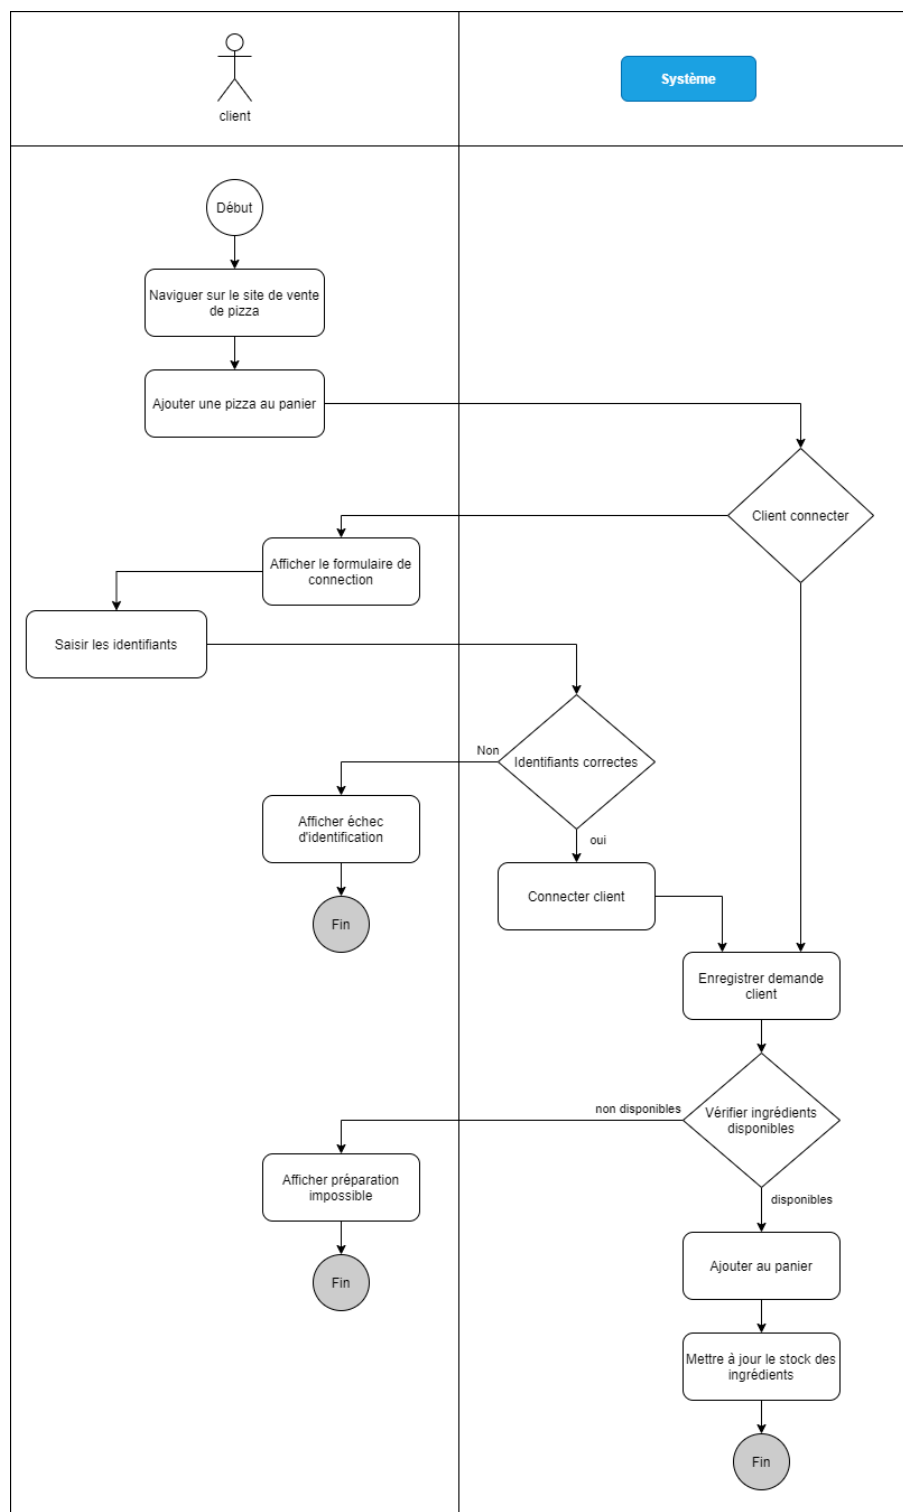 client
Système
Début
Naviguer sur le site de vente
de pizza
Ajouter une pizza au panier
Client connecter
Afficher le formulaire de
connection
Saisir les identifiants
Non
Identifiants correctes
Afficher échec
d'identification
oui
Connecter client
Fin
Enregistrer demande
client
non disponibles
Vérifier ingrédients
disponibles
Afficher préparation
impossible
disponibles
Ajouter au panier
Fin
Mettre à jour le stock des
ingrédients
Fin